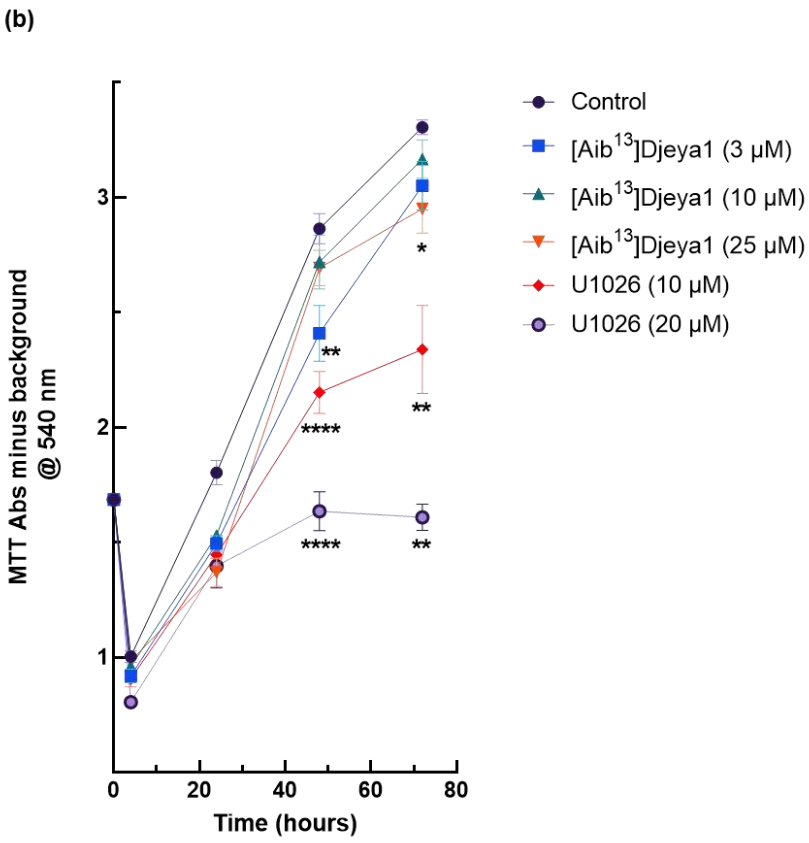 (b)
Control
[Aib¹³]Djeya1 (3 µM)
[Aib¹³]Djeya1 (10 µM)
[Aib¹³]Djeya1 (25 µM)
U1026 (10 µM)
U1026 (20 µM)
MTT Abs minus background
@ 540 nm
3
2
1
*
**
****
**
****
**
0 20 40 60 80
Time (hours)